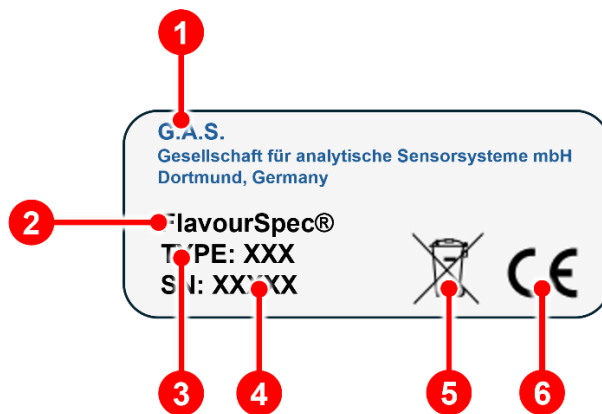 1
G.A.S.
Gesellschaft für analytische Sensorsysteme mbH
Dortmund, Germany
2
FlavourSpec®
TYPE: XXX
SN: XXXXX
CE
3
4
5
6